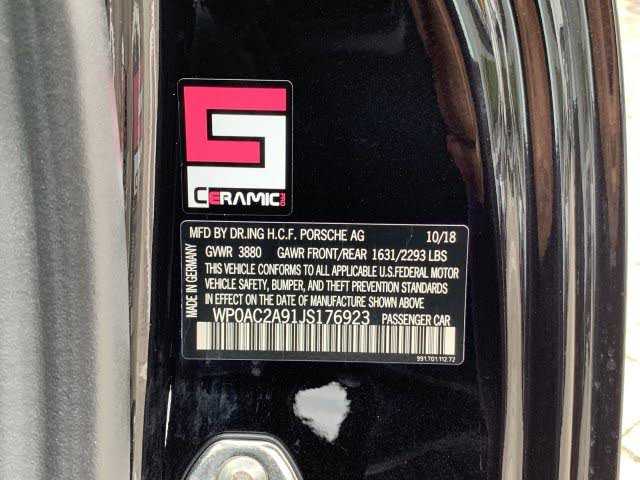 CERAMIC PRO
MFD BY DR.ING H.C.F. PORSCHE AG 10/18
GVWR 3880 GAWR FRONT/REAR 1631/2293 LBS
THIS VEHICLE CONFORMS TO ALL APPLICABLE U.S.FEDERAL MOTOR
VEHICLE SAFETY, BUMPER, AND THEFT PREVENTION STANDARDS
IN EFFECT ON THE DATE OF MANUFACTURE SHOWN ABOVE
WP0AC2A91JS176923 PASSENGER CAR
991.701.112.72
MADE IN GERMANY